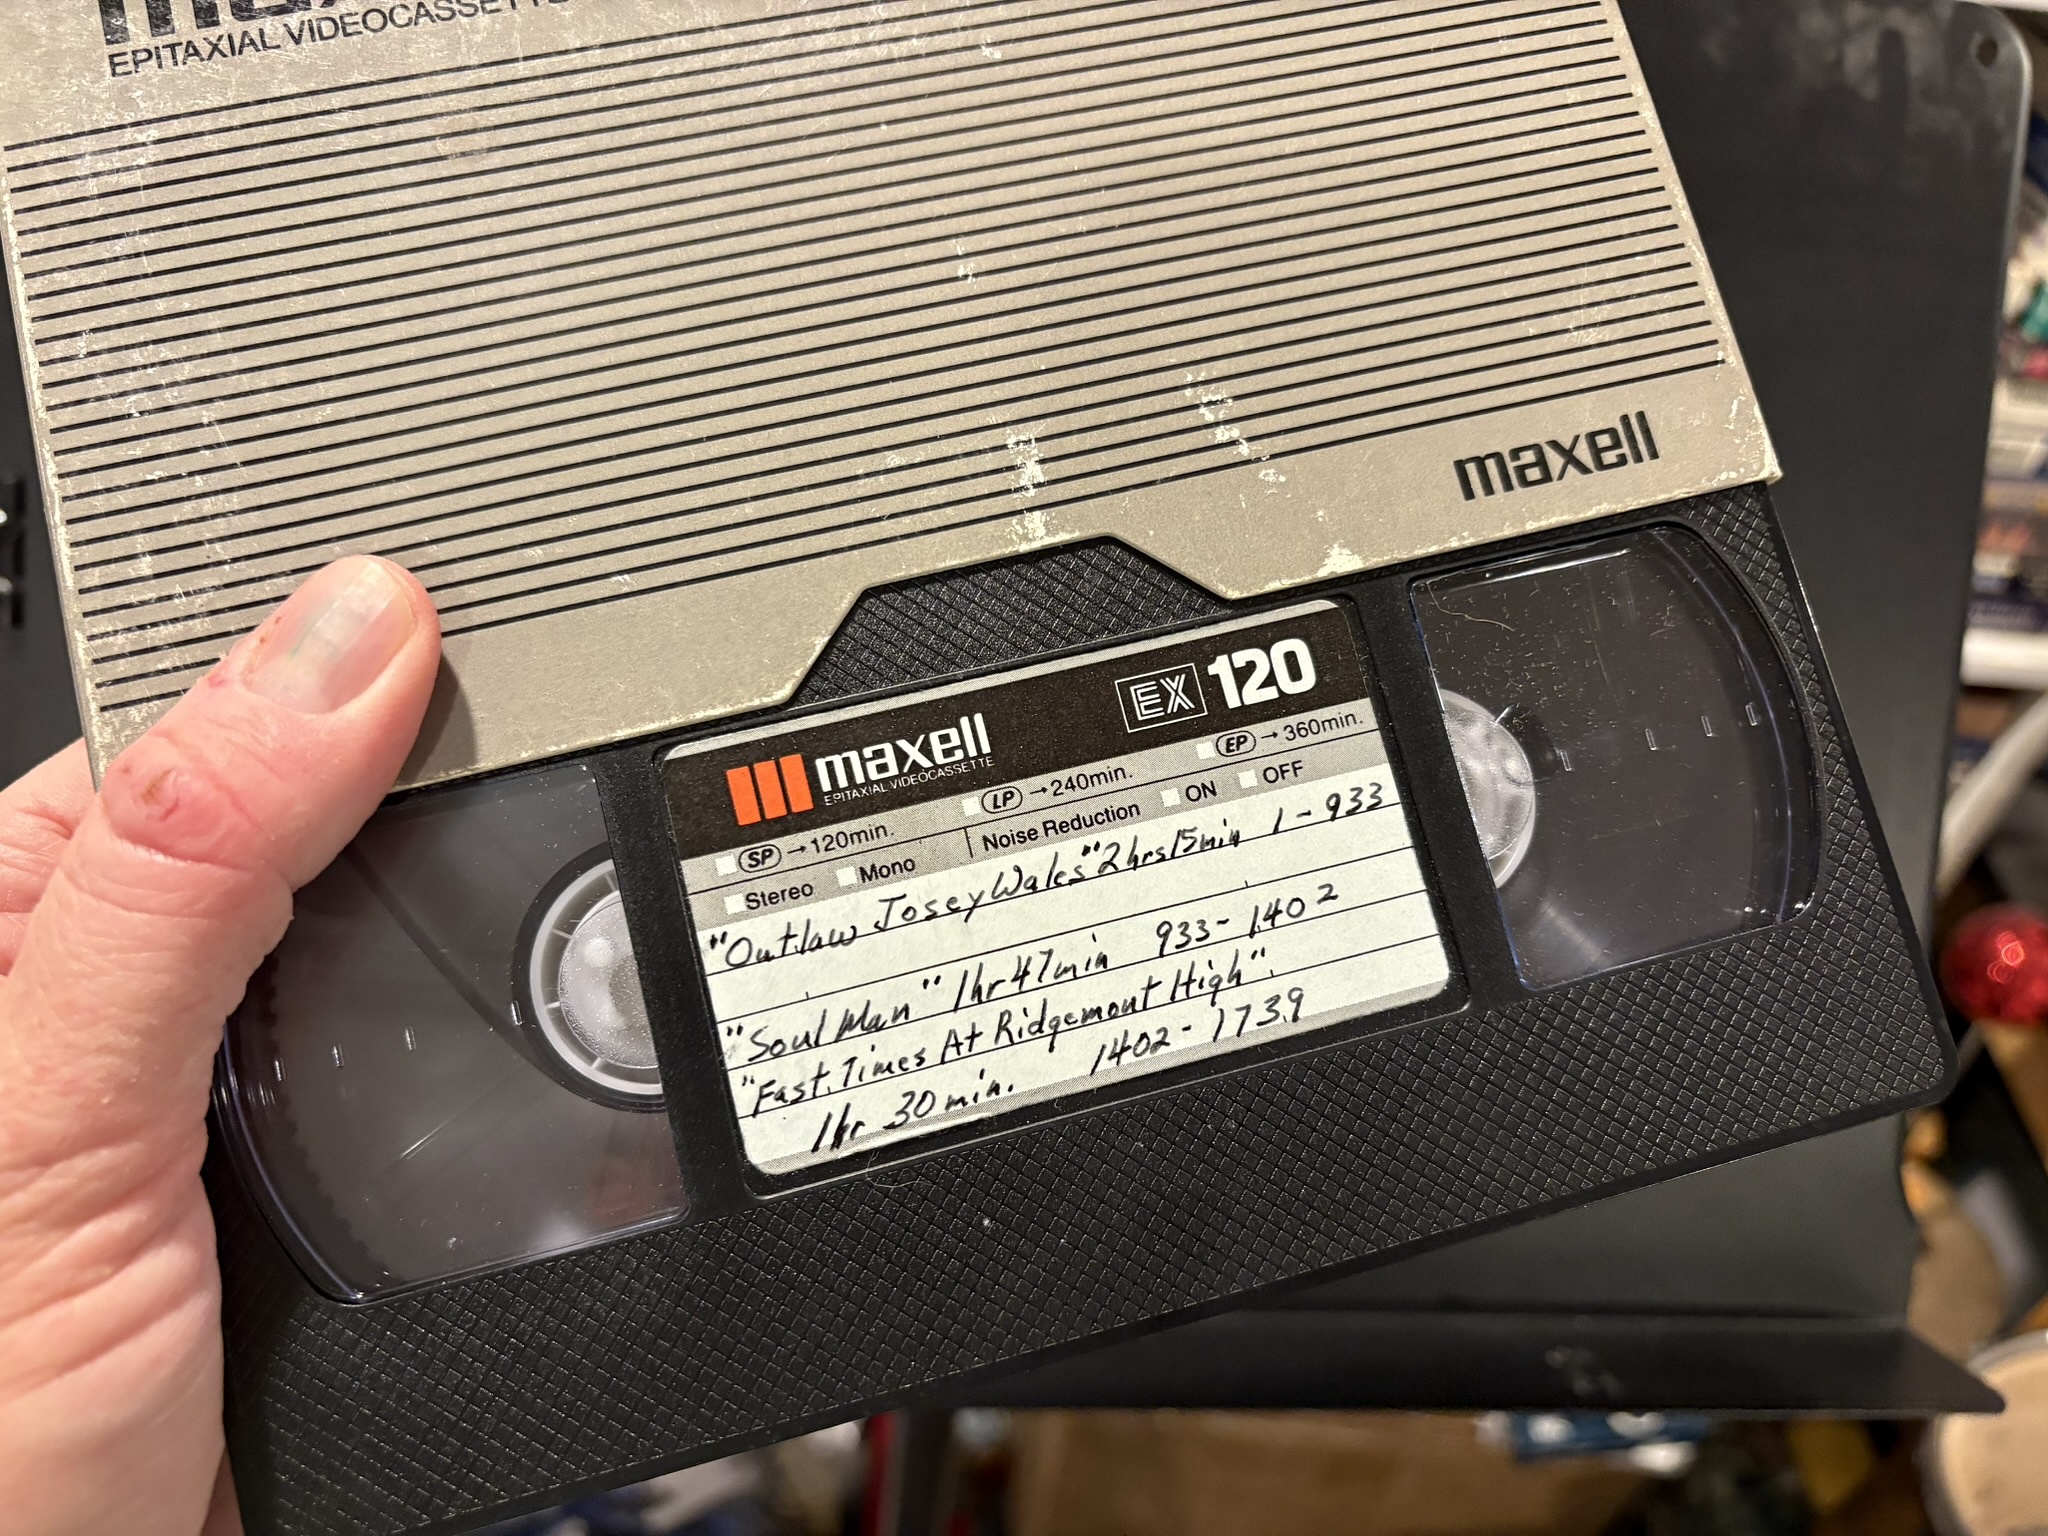 EPITAXIAL VIDEOCASSETTE
maxell
maxell
EPITAXIAL VIDEOCASSETTE
EX 120
SP → 120min. LP → 240min. EP → 360min.
Stereo Mono Noise Reduction ON OFF
"Outlaw Josey Wales" 2hrs 15min 1 - 933
"Soul Man" 1hr 47min 933 - 1402
"Fast Times At Ridgemont High"
1hr 30 min. 1402 - 1739